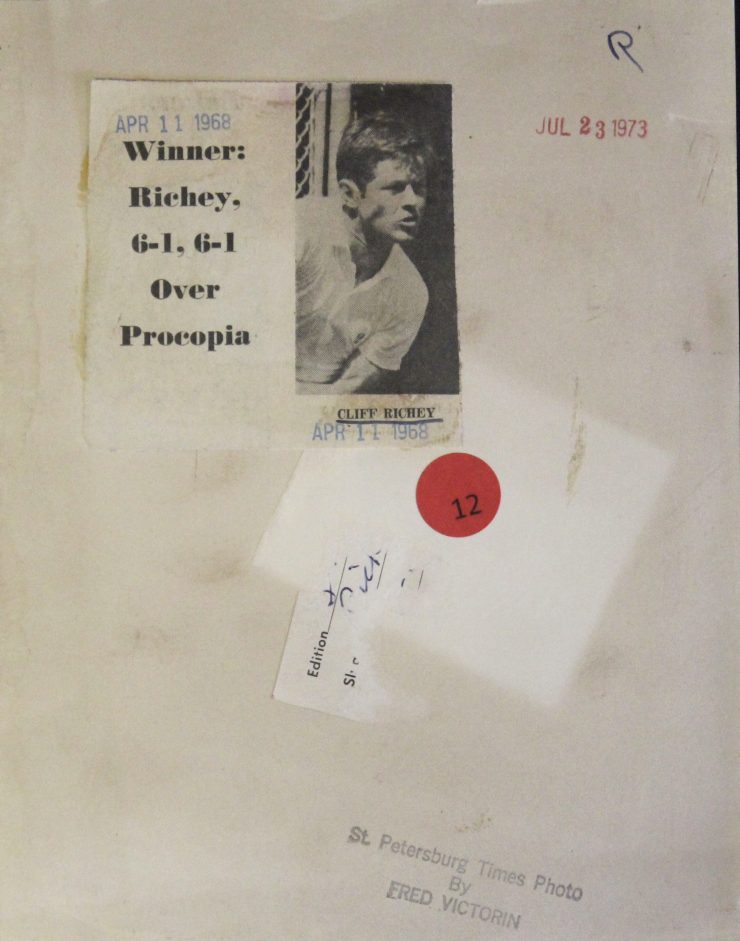 R
APR 11 1968
JUL 23 1973
Winner:
Richey,
6-1, 6-1
Over
Procopia
CLIFF RICHEY
APR 11 1968
12
Edition
St. Petersburg Times Photo
By
FRED VICTORIN